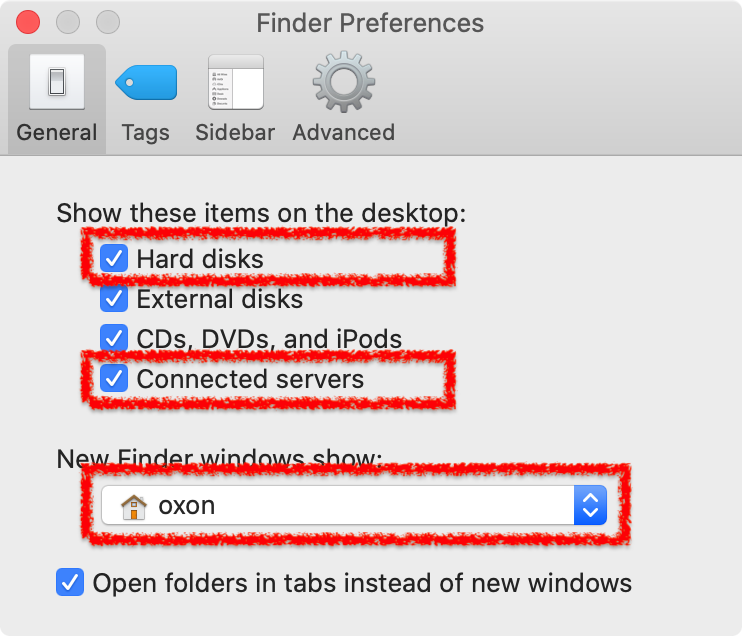 Finder Preferences
General Tags Sidebar Advanced
Show these items on the desktop:
Hard disks
External disks
CDs, DVDs, and iPods
Connected servers
New Finder windows show:
oxon
Open folders in tabs instead of new windows